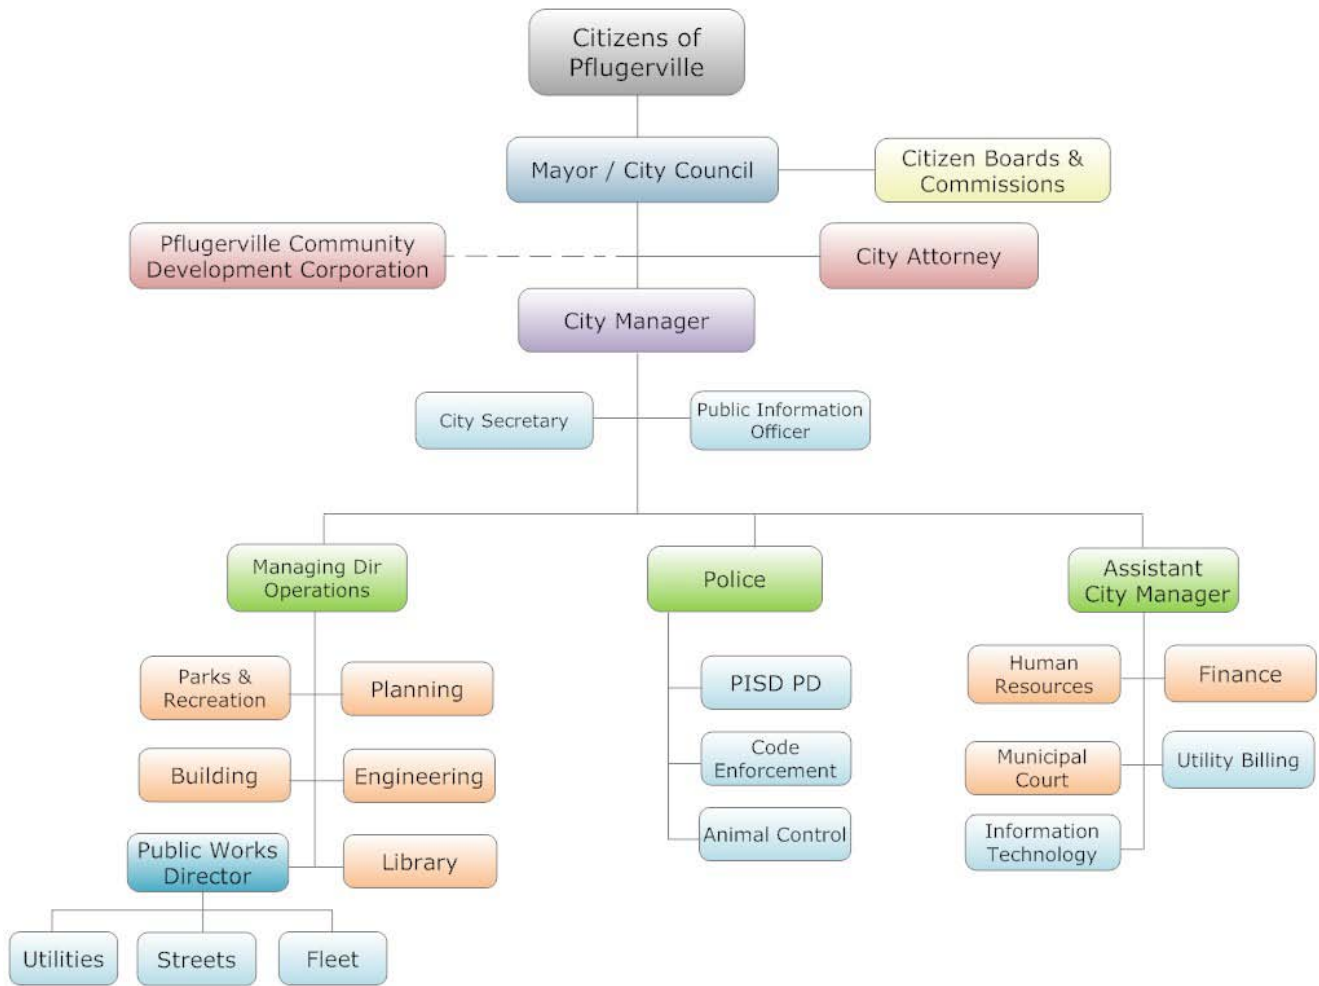 Citizens of
Pflugerville
Mayor / City Council
Citizen Boards &
Commissions
Pflugerville Community
Development Corporation
City Attorney
City Manager
City Secretary
Public Information
Officer
Managing Dir
Operations
Police
Assistant
City Manager
Parks &
Recreation
Planning
PISD PD
Human
Resources
Finance
Building
Engineering
Code
Enforcement
Municipal
Court
Utility Billing
Public Works
Director
Library
Animal Control
Information
Technology
Utilities
Streets
Fleet